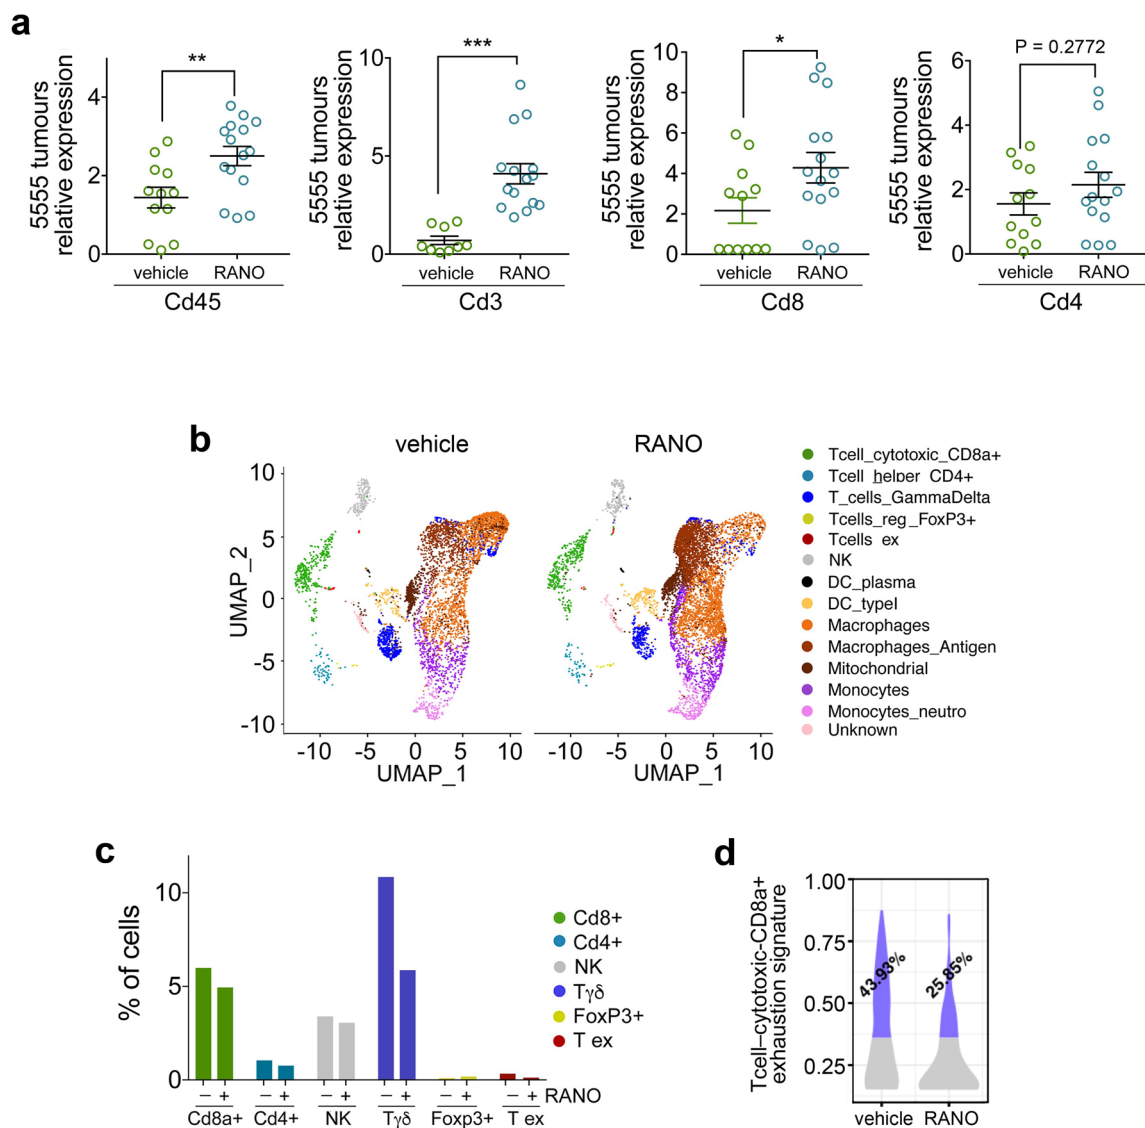 a
5555 tumours
relative expression
4
2
0
**
vehicle RANO
Cd45
5555 tumours
relative expression
10
5
0
***
vehicle RANO
Cd3
5555 tumours
relative expression
10
8
6
4
2
0
*
vehicle RANO
Cd8
5555 tumours
relative expression
6
4
2
0
P = 0.2772
vehicle RANO
Cd4
b
vehicle
RANO
UMAP_2
10
5
0
-5
-10
-10 -5 0 5 10
UMAP_1
-10 -5 0 5 10
UMAP_1
Tcell_cytotoxic_CD8a+
Tcell_helper_CD4+
T_cells_GammaDelta
Tcells_reg_FoxP3+
Tcells_ex
NK
DC_plasma
DC_typeI
Macrophages
Macrophages_Antigen
Mitochondrial
Monocytes
Monocytes_neutro
Unknown
c
% of cells
10
5
0
− + − + − + − + − + − + RANO
Cd8a+ Cd4+ NK Tγδ Foxp3+ T ex
Cd8+
Cd4+
NK
Tγδ
FoxP3+
T ex
d
Tcell–cytotoxic-CD8a+
exhaustion signature
1.00
0.75
0.50
0.25
43.93%
25.85%
vehicle RANO